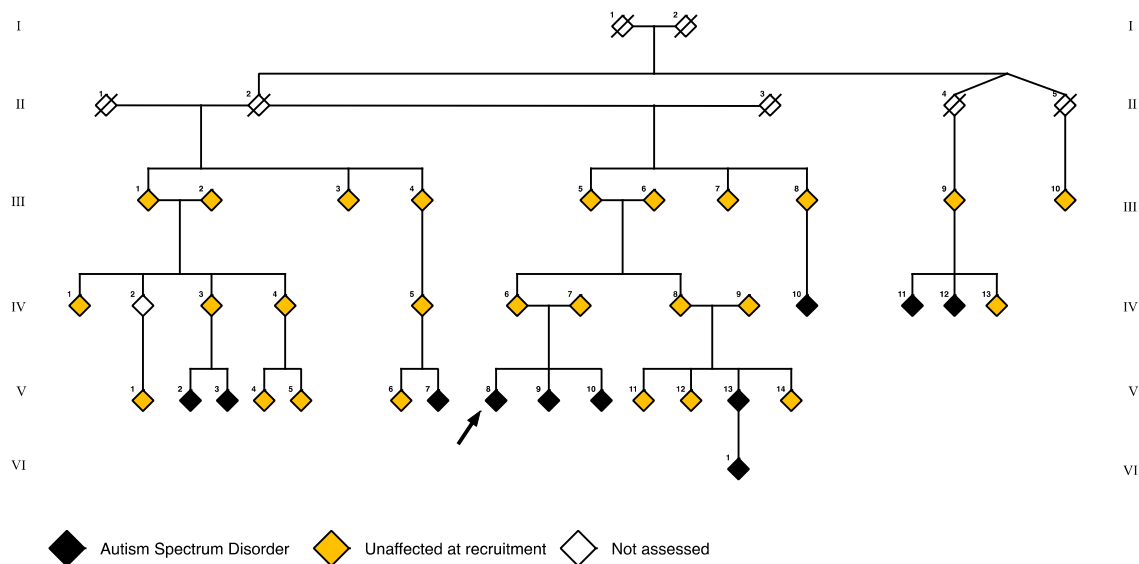 I 1 2 I
II 1 2 3 4 5 II
III 1 2 3 4 5 6 7 8 9 10 III
IV 1 2 3 4 5 6 7 8 9 10 11 12 13 IV
V 1 2 3 4 5 6 7 8 9 10 11 12 13 14 V
VI 1 VI
Autism Spectrum Disorder Unaffected at recruitment Not assessed